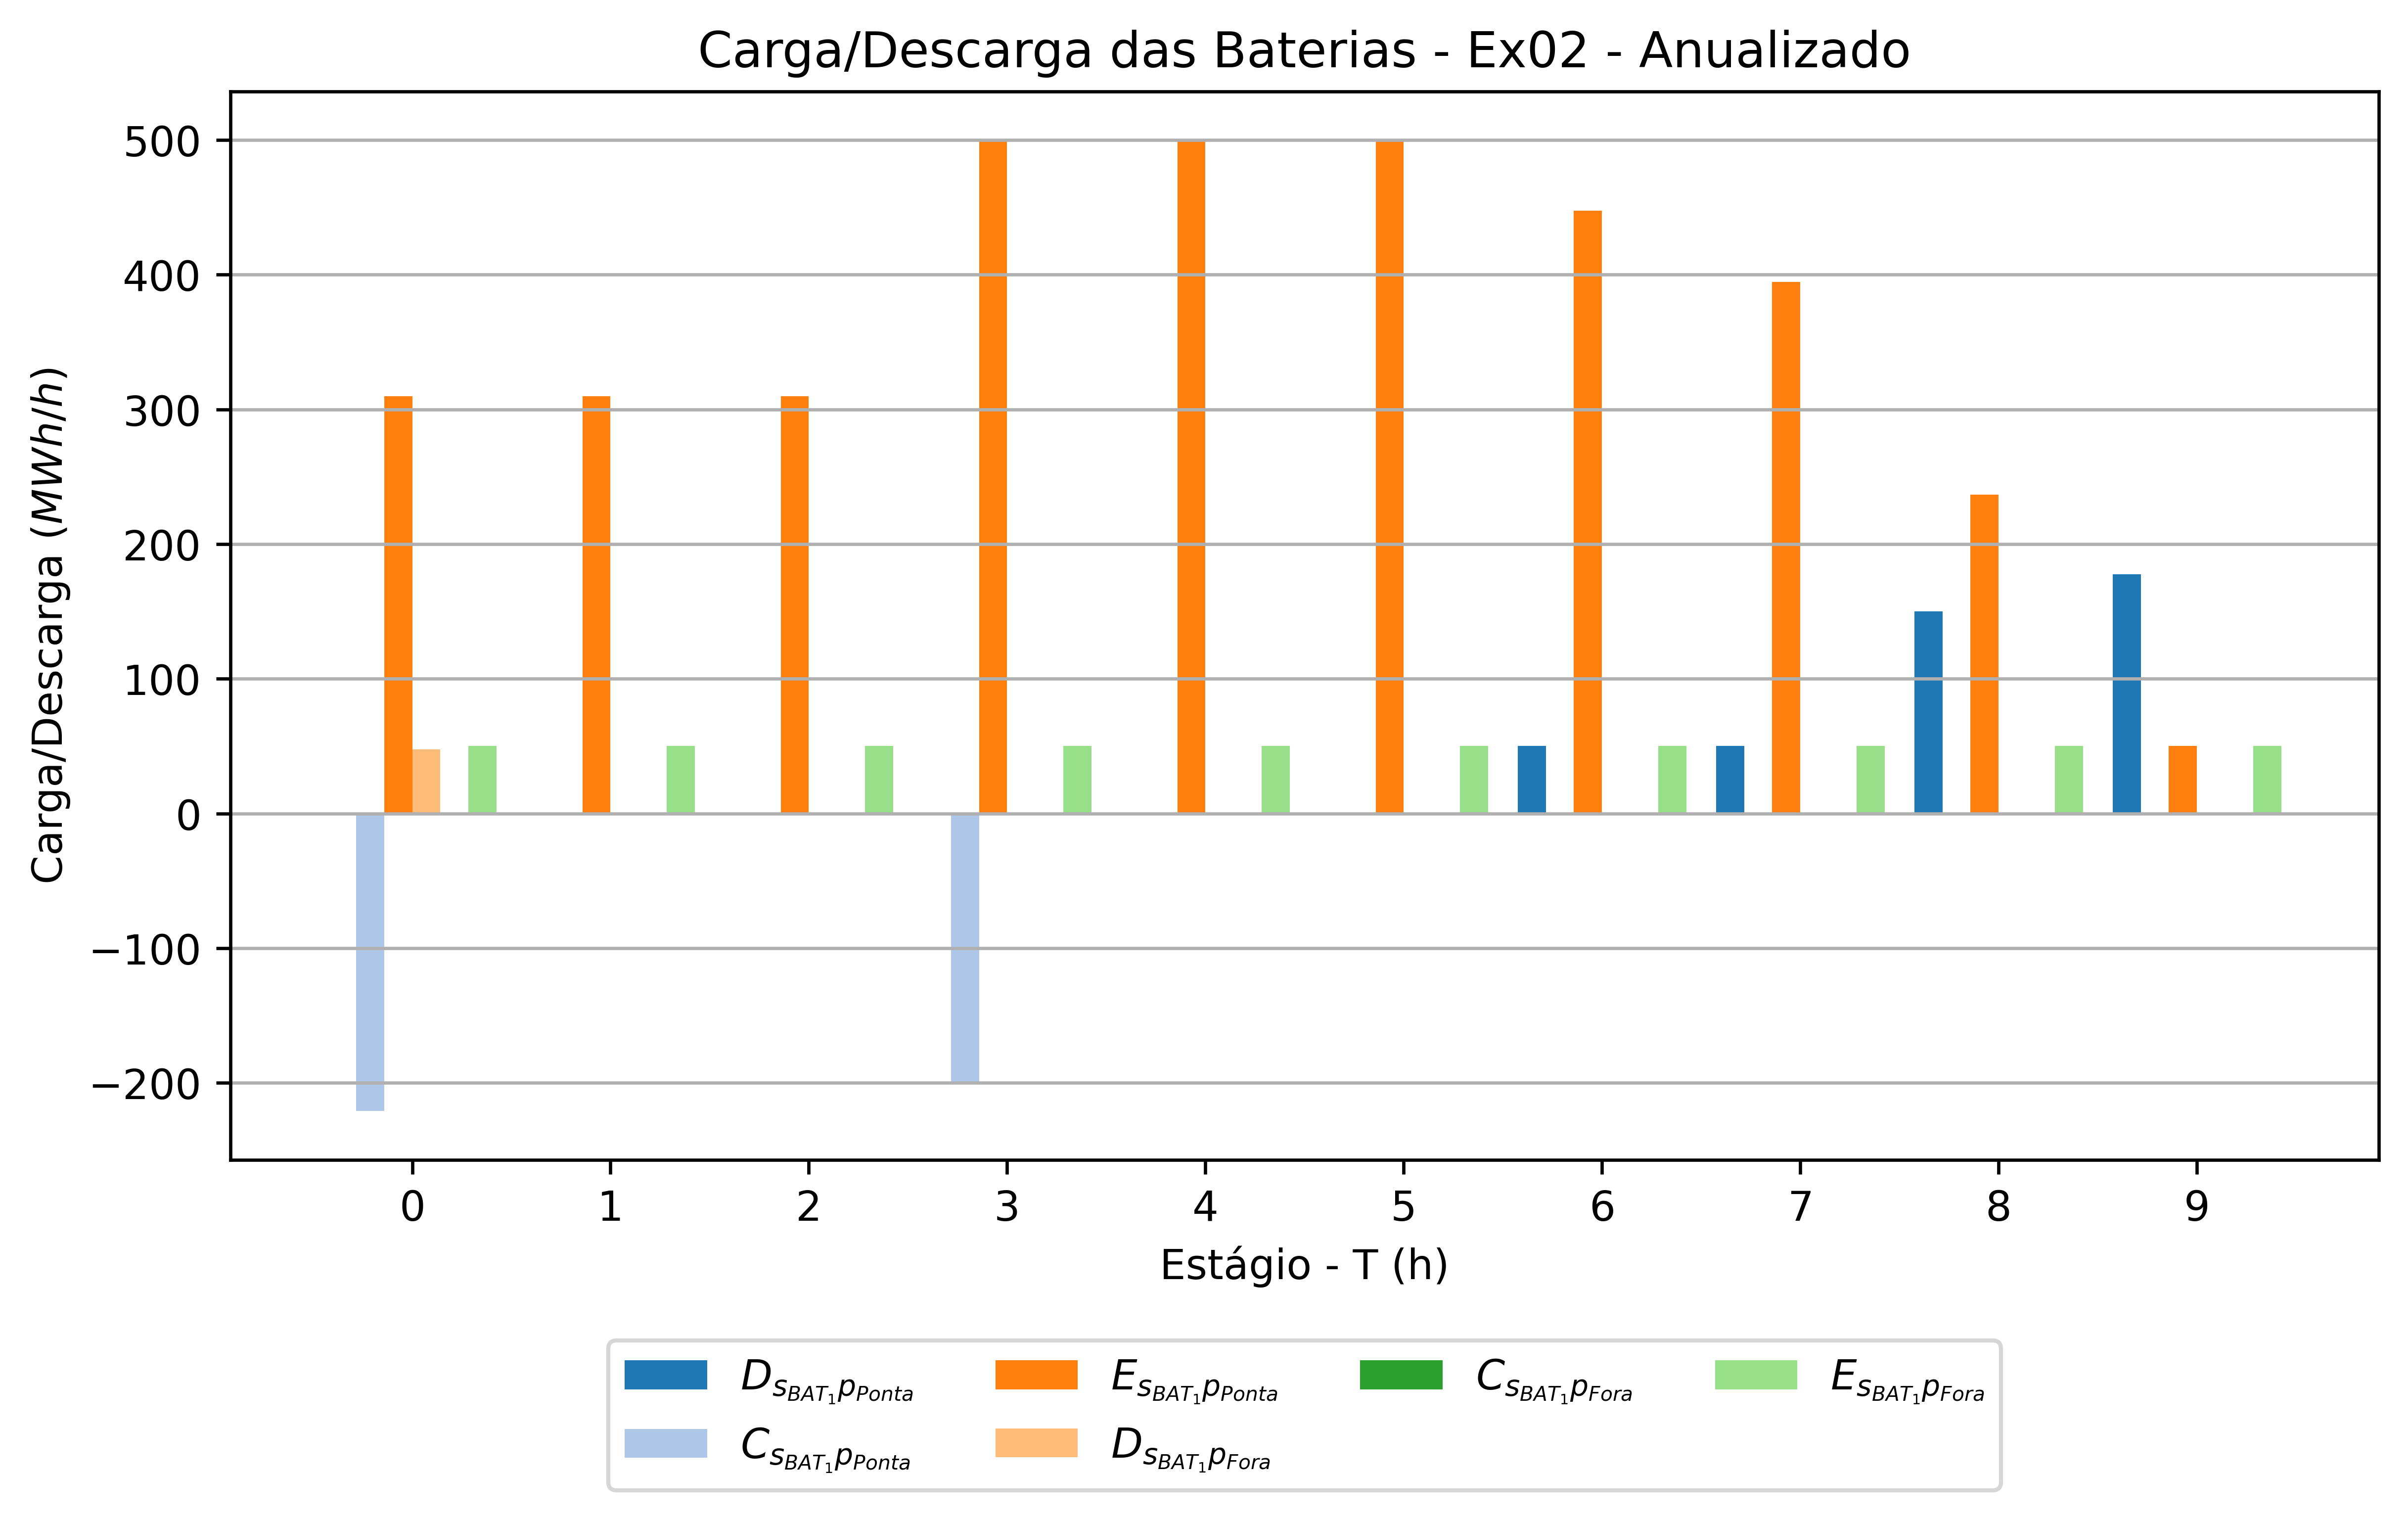 Carga/Descarga das Baterias - Ex02 - Anualizado
Carga/Descarga (MWh/h)
500
400
300
200
100
0
−100
−200
0 1 2 3 4 5 6 7 8 9
Estágio - T (h)
D_{s_{BAT_1}p_{Ponta}} E_{s_{BAT_1}p_{Ponta}} C_{s_{BAT_1}p_{Fora}} E_{s_{BAT_1}p_{Fora}}
C_{s_{BAT_1}p_{Ponta}} D_{s_{BAT_1}p_{Fora}}